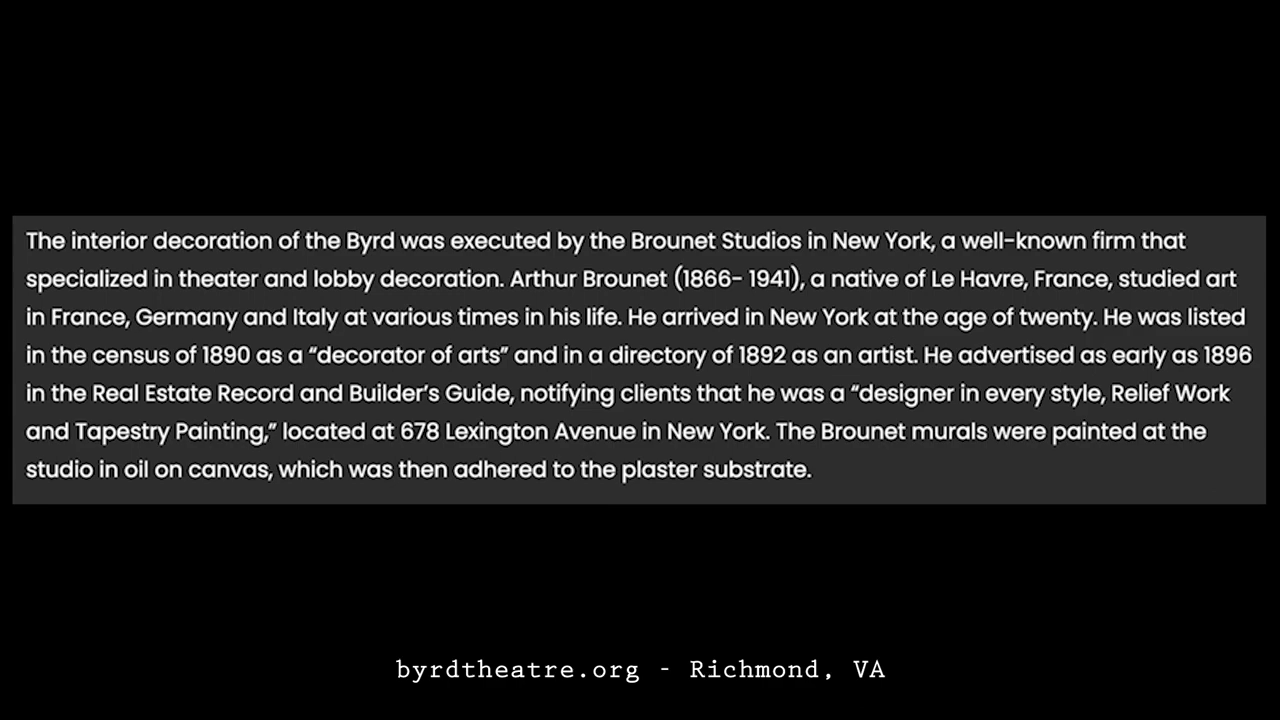 The interior decoration of the Byrd was executed by the Brounet Studios in New York, a well-known firm that
specialized in theater and lobby decoration. Arthur Brounet (1866- 1941), a native of Le Havre, France, studied art
in France, Germany and Italy at various times in his life. He arrived in New York at the age of twenty. He was listed
in the census of 1890 as a “decorator of arts” and in a directory of 1892 as an artist. He advertised as early as 1896
in the Real Estate Record and Builder’s Guide, notifying clients that he was a “designer in every style, Relief Work
and Tapestry Painting,” located at 678 Lexington Avenue in New York. The Brounet murals were painted at the
studio in oil on canvas, which was then adhered to the plaster substrate.
byrdtheatre.org - Richmond, VA